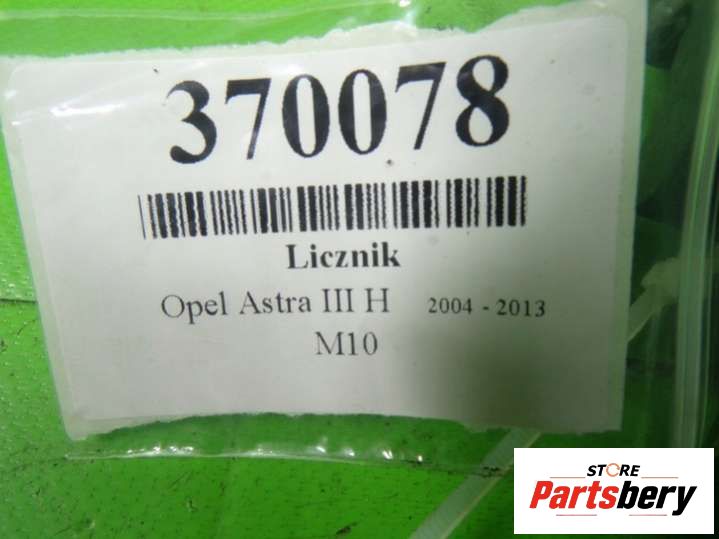 370078
Licznik
Opel Astra III H 2004 - 2013
M10
STORE
Partsbery